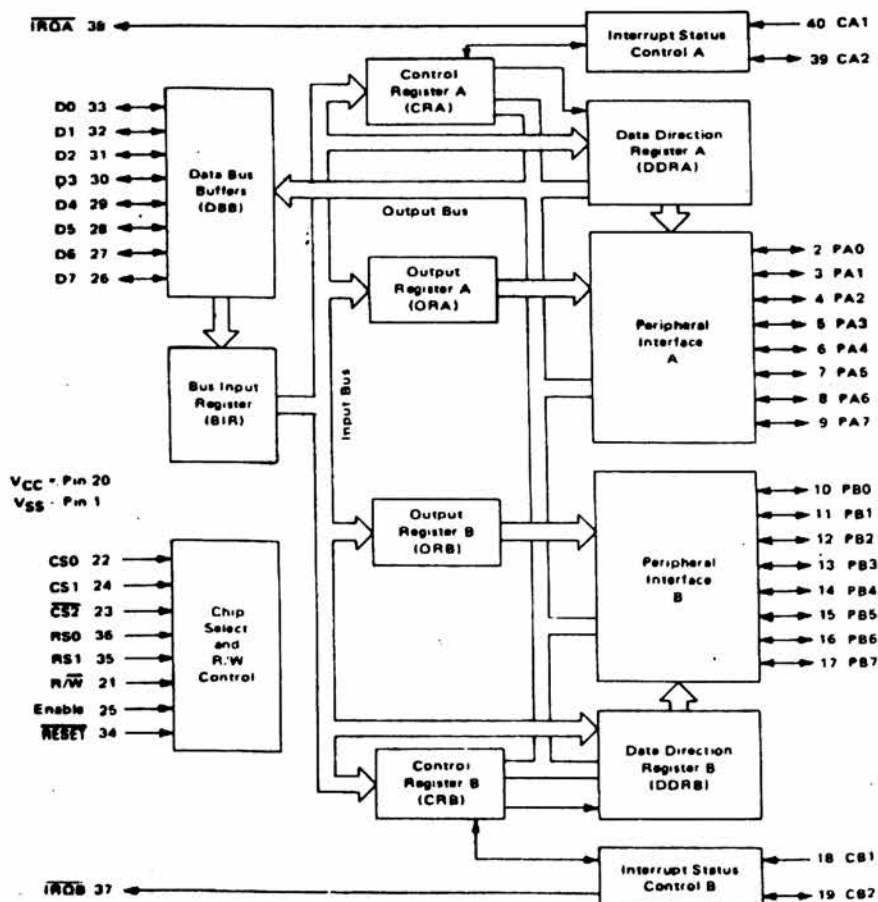 IRQA 38
Interrupt Status
Control A
40 CA1
39 CA2
Control
Register A
(CRA)
D0 33
D1 32
D2 31
D3 30
D4 29
D5 28
D6 27
D7 26
Data Bus
Buffers
(DBB)
Data Direction
Register A
(DDRA)
Output Bus
Output
Register A
(ORA)
Peripheral
Interface
A
2 PA0
3 PA1
4 PA2
5 PA3
6 PA4
7 PA5
8 PA6
9 PA7
Bus Input
Register
(BIR)
Input Bus
VCC - Pin 20
VSS - Pin 1
Output
Register B
(ORB)
Peripheral
Interface
B
10 PB0
11 PB1
12 PB2
13 PB3
14 PB4
15 PB5
16 PB6
17 PB7
CS0 22
CS1 24
CS2 23
RS0 36
RS1 35
R/W 21
Enable 25
RESET 34
Chip
Select
and
R/W
Control
Control
Register B
(CRB)
Data Direction
Register B
(DDRB)
IRQB 37
Interrupt Status
Control B
18 CB1
19 CB2